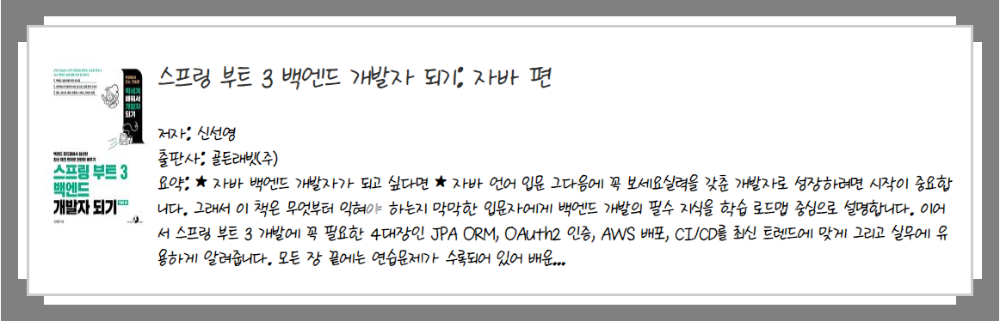 스프링 부트 3 백엔드 개발자 되기: 자바 편
저자: 신선영
출판사: 골든래빗(주)
요약: ★ 자바 백엔드 개발자가 되고 싶다면 ★ 자바 언어 입문 그다음에 꼭 보세요실력을 갖춘 개발자로 성장하려면 시작이 중요합
니다. 그래서 이 책은 무엇부터 익혀야 하는지 막막한 입문자에게 백엔드 개발의 필수 지식을 학습 로드맵 중심으로 설명합니다. 이어
서 스프링 부트 3 개발에 꼭 필요한 4대장인 JPA ORM, OAuth2 인증, AWS 배포, CI/CD를 최신 트렌드에 맞게 그리고 실무에 유
용하게 알려줍니다. 모든 장 끝에는 연습문제가 수록되어 있어 배운...
되기
스프링 부트 3
백엔드
개발자 되기